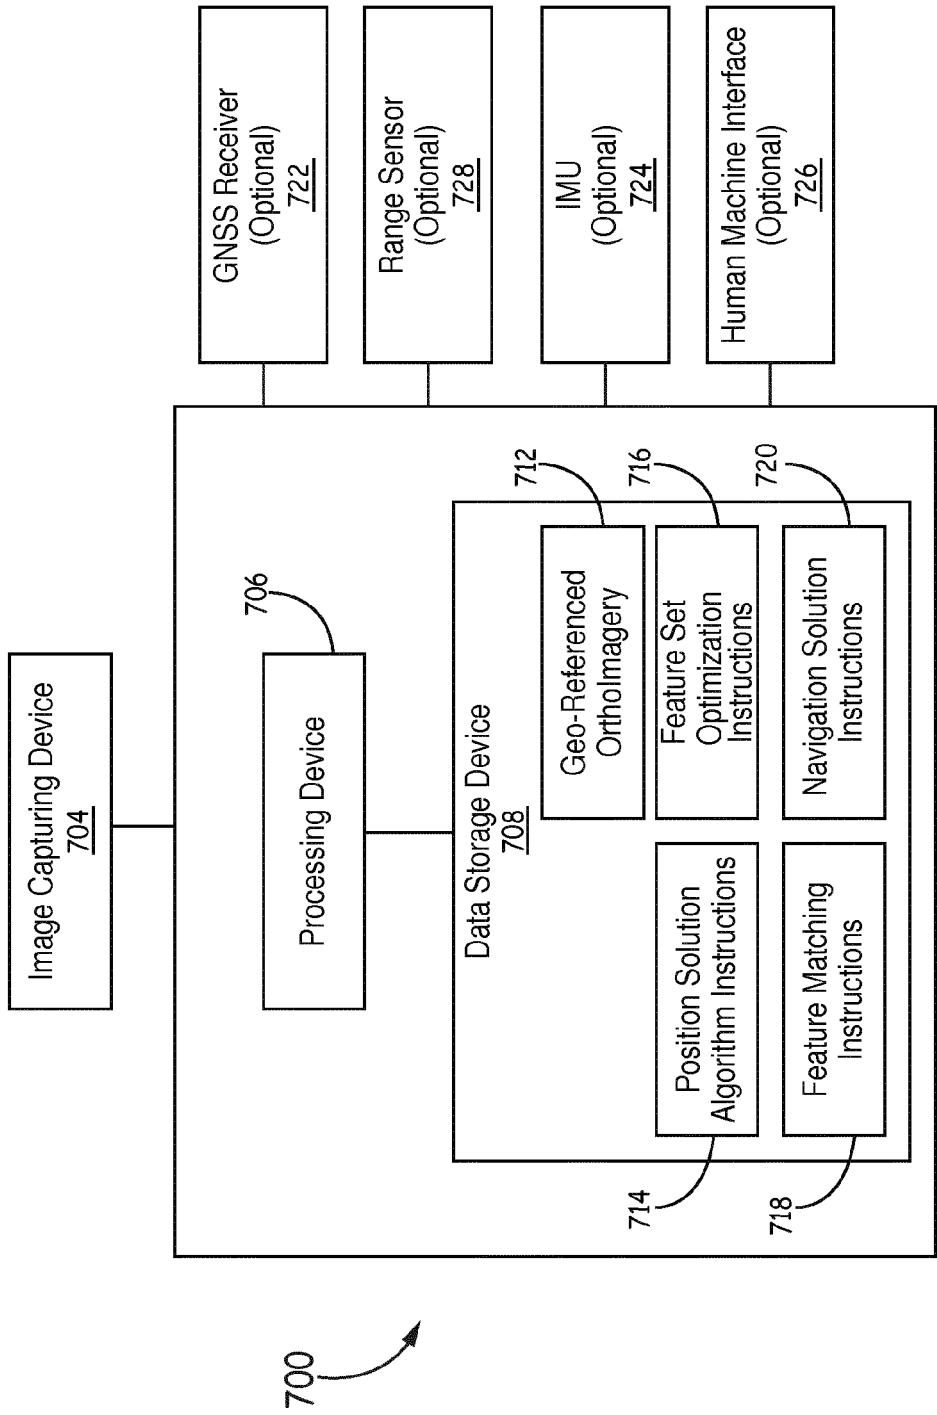 700
Image Capturing Device
704
706
Processing Device
Data Storage Device
708
712
Geo-Referenced
OrthoImagery
714
Position Solution
Algorithm Instructions
716
Feature Set
Optimization
Instructions
718
Feature Matching
Instructions
720
Navigation Solution
Instructions
GNSS Receiver
(Optional)
722
Range Sensor
(Optional)
728
IMU
(Optional)
724
Human Machine Interface
(Optional)
726